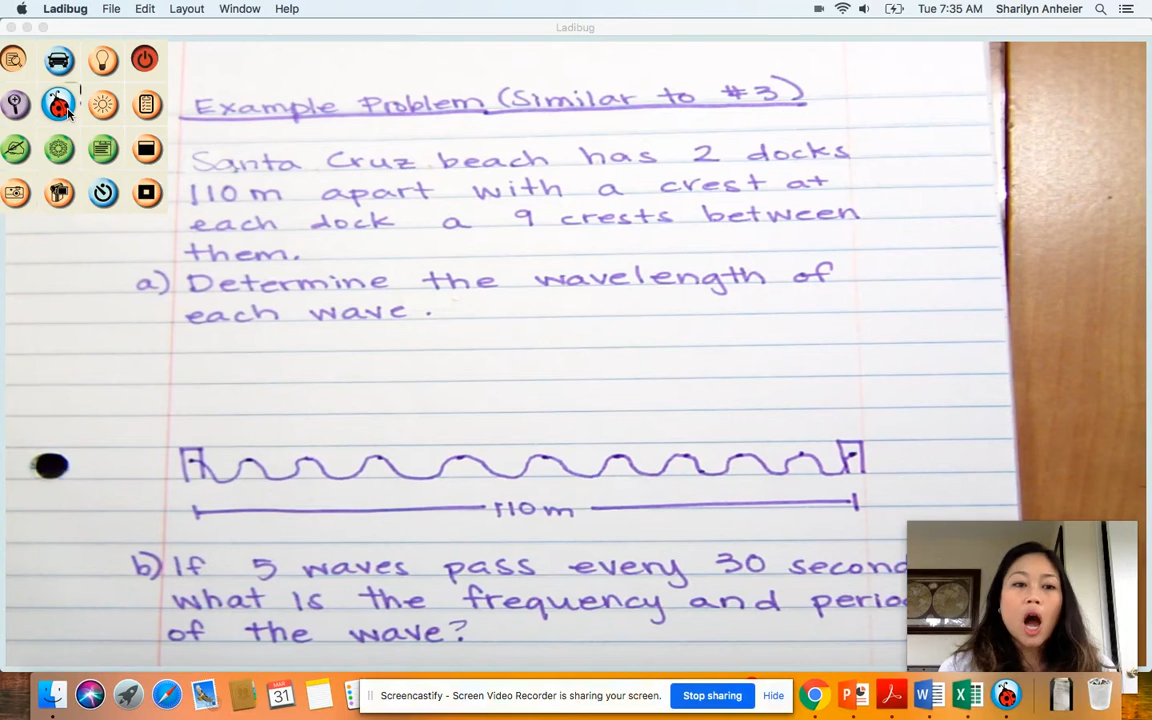 Ladibug File Edit Layout Window Help Tue 7:35 AM Sharilyn Anheier
Ladibug
Example Problem (Similar to #3)
Santa Cruz beach has 2 docks
110 m apart with a crest at
each dock a 9 crests between
them.
a) Determine the wavelength of
each wave.
110 m
b) If 5 waves pass every 30 second
what is the frequency and perio
of the wave?
MAR
31
Screencastify - Screen Video Recorder is sharing your screen. Stop sharing Hide